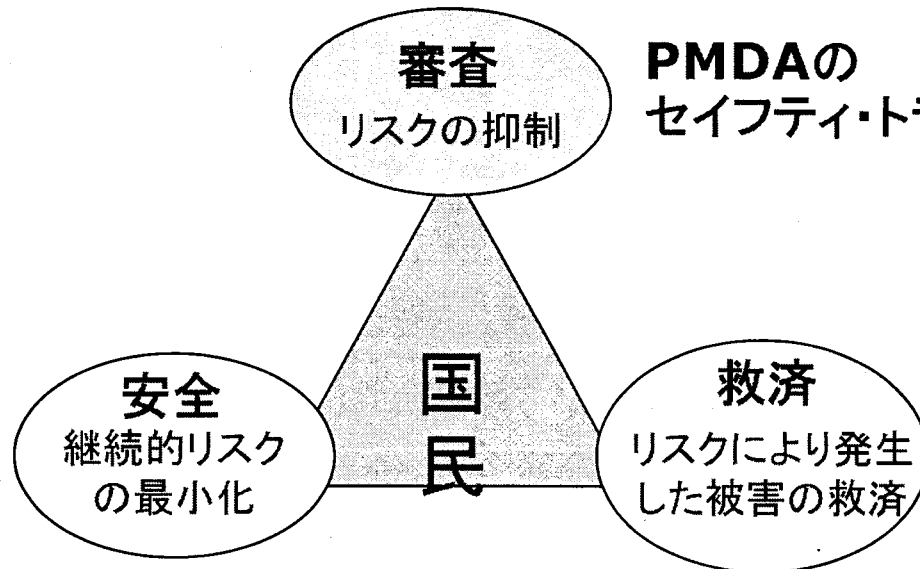 審査
リスクの抑制
PMDAの
セイフティ・ト
国
民
安全
継続的リスク
の最小化
救済
リスクにより発生
した被害の救済